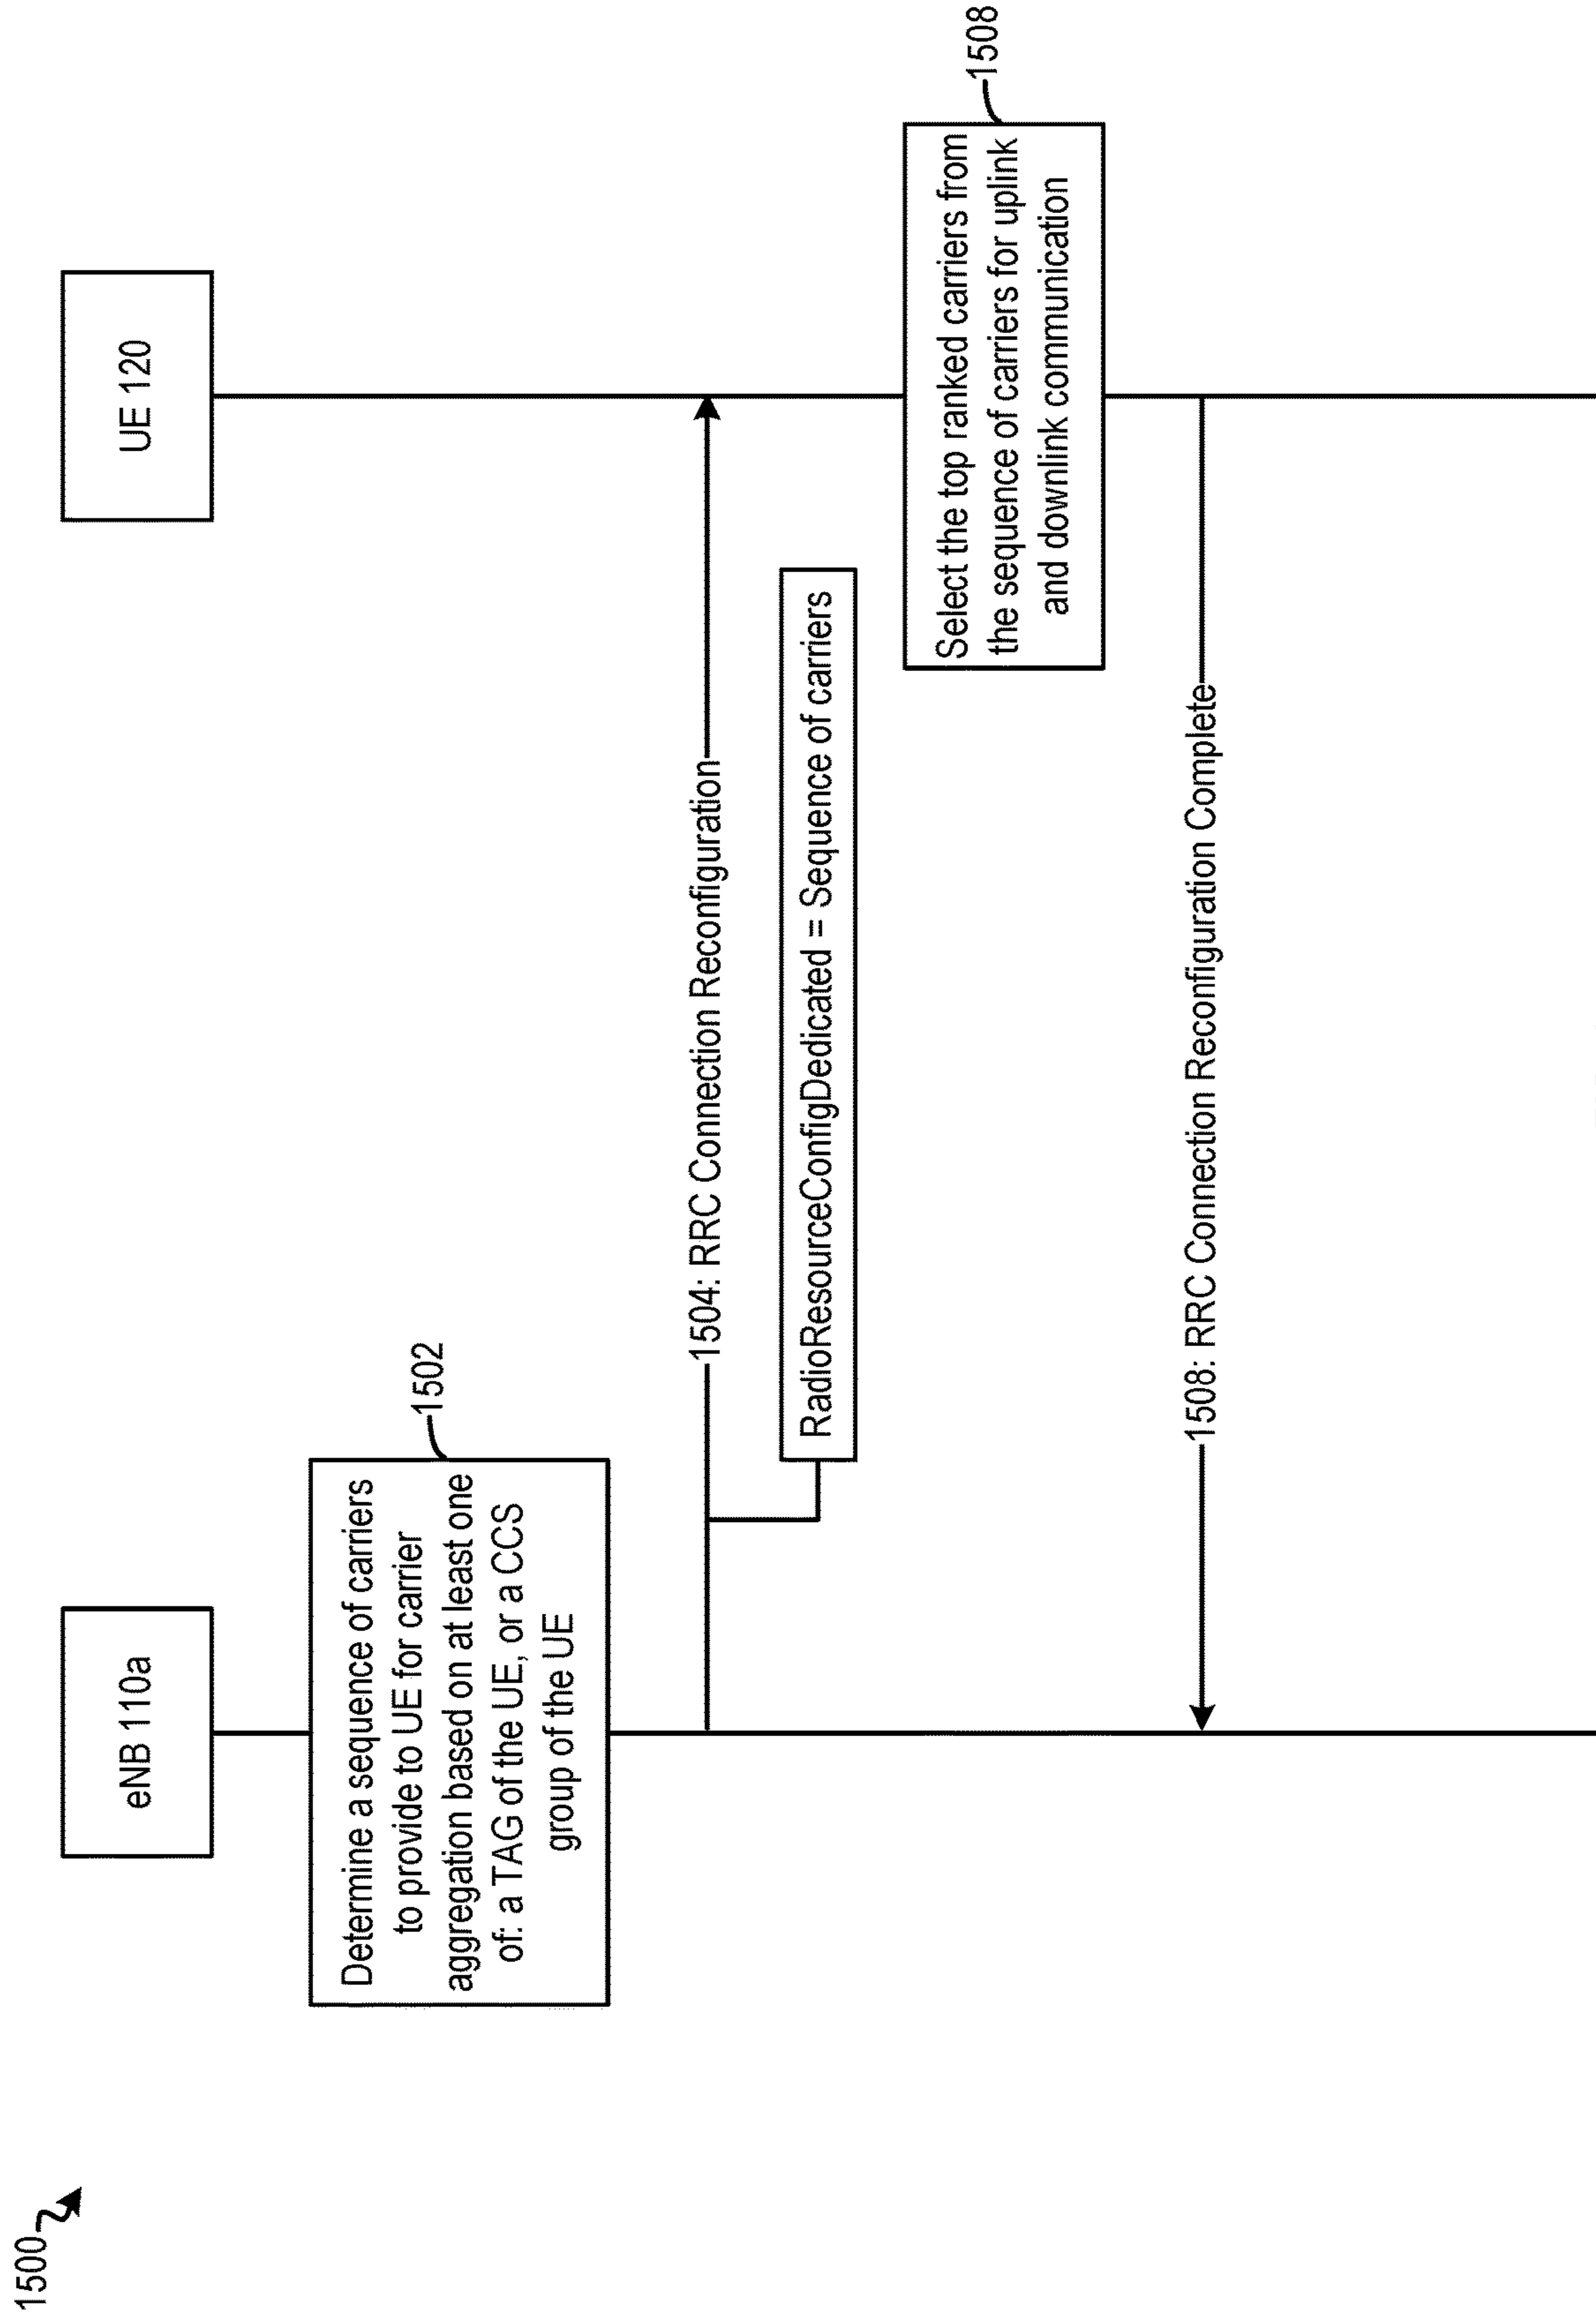 1500
eNB 110a
UE 120
Determine a sequence of carriers
to provide to UE for carrier
aggregation based on at least one
of: a TAG of the UE, or a CCS
group of the UE
1502
1504: RRC Connection Reconfiguration
RadioResourceConfigDedicated = Sequence of carriers
Select the top ranked carriers from
the sequence of carriers for uplink
and downlink communication
1508
1508: RRC Connection Reconfiguration Complete